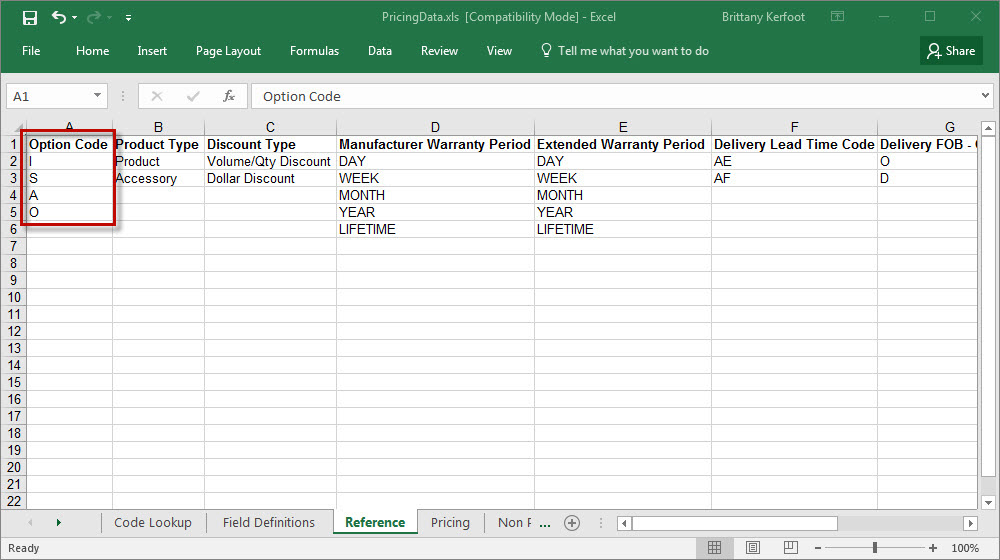 PricingData.xls [Compatibility Mode] - Excel Brittany Kerfoot
File Home Insert Page Layout Formulas Data Review View Tell me what you want to do Share
A1 fx Option Code
A B C D E F G
1 Option Code Product Type Discount Type Manufacturer Warranty Period Extended Warranty Period Delivery Lead Time Code Delivery FOB -
2 I Product Volume/Qty Discount DAY DAY AE O
3 S Accessory Dollar Discount WEEK WEEK AF D
4 A MONTH MONTH
5 O YEAR YEAR
6 LIFETIME LIFETIME
7
8
9
10
11
12
13
14
15
16
17
18
19
20
21
22
Code Lookup Field Definitions Reference Pricing Non ...
Ready 100%